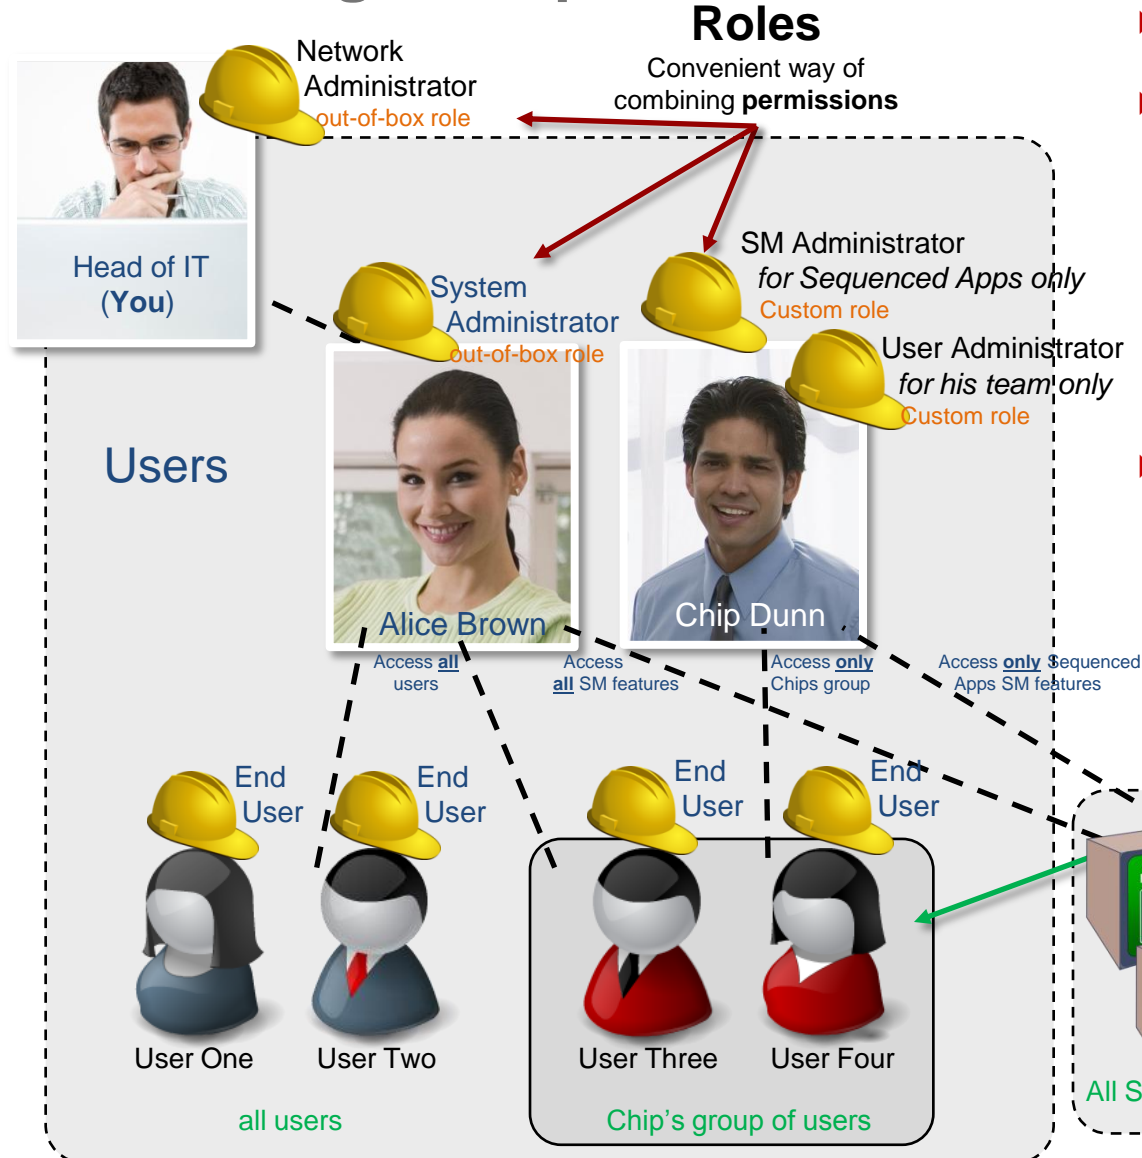 Roles
Convenient way of
combining permissions
Network
Administrator
out-of-box role
Head of IT
(You)
System
Administrator
out-of-box role
SM Administrator
for Sequenced Apps only
Custom role
User Administrator
for his team only
Custom role
Users
Alice Brown
Chip Dunn
Access all
users
Access
all SM features
Access only
Chips group
Access only Sequenced
Apps SM features
End
User
End
User
End
User
End
User
User One
User Two
User Three
User Four
all users
Chip's group of users
All S